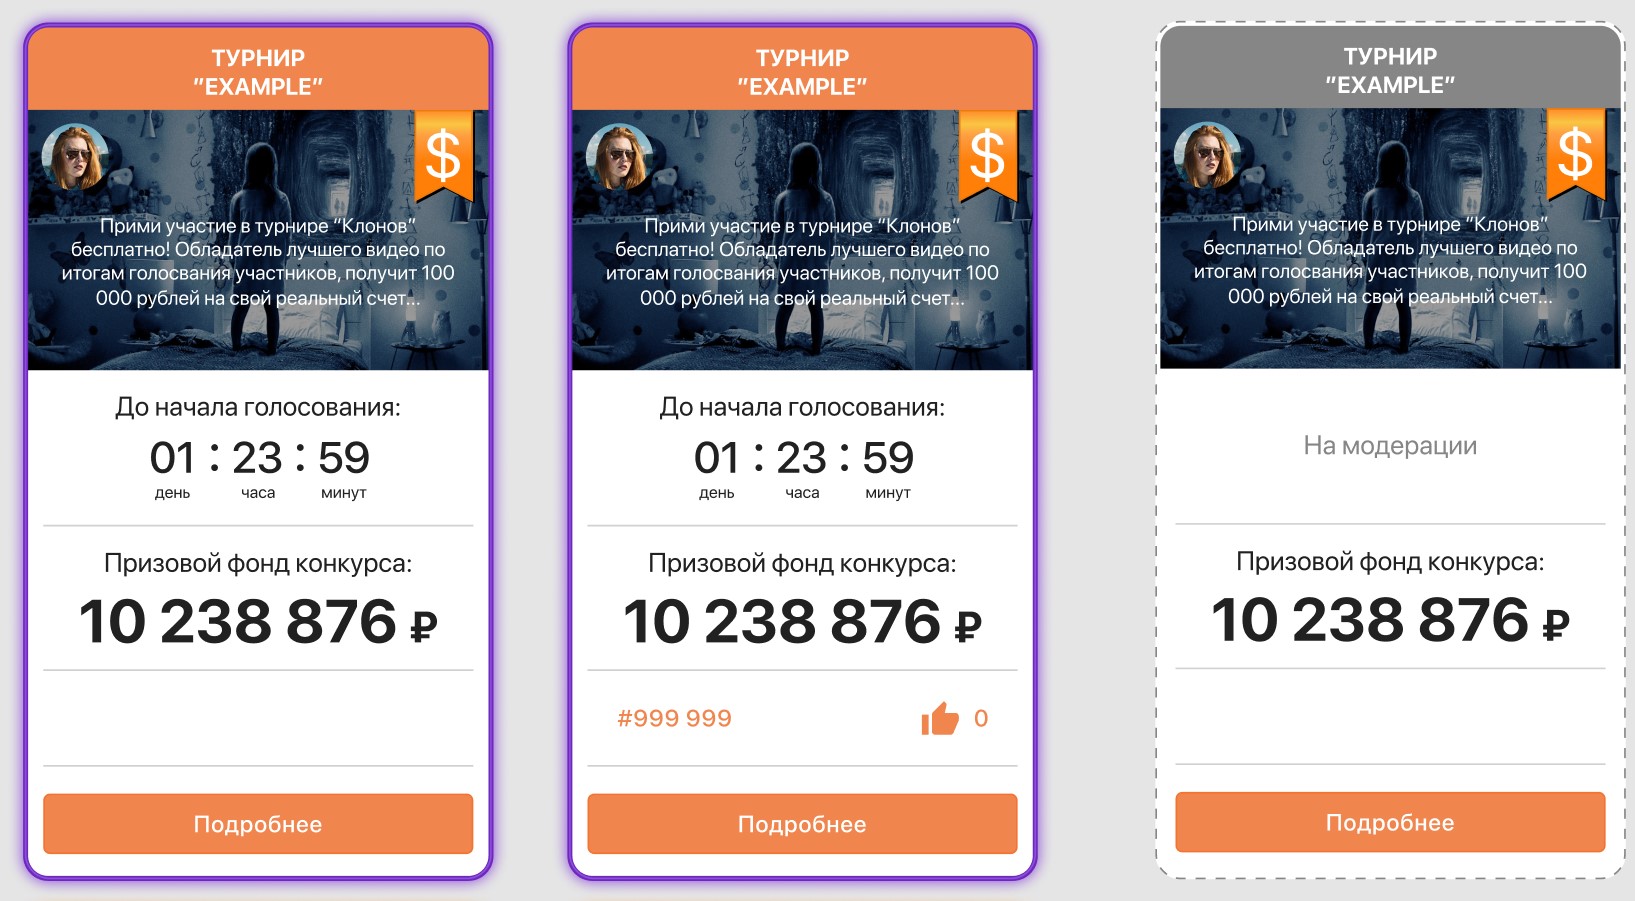 ТУРНИР
”EXAMPLE”
$
Прими участие в турнире “Клонов”
бесплатно! Обладатель лучшего видео по
итогам голосвания участников, получит 100
000 рублей на свой реальный счет...
До начала голосования:
01 : 23 : 59
день часа минут
Призовой фонд конкурса:
10 238 876 ₽
Подробнее
ТУРНИР
”EXAMPLE”
$
Прими участие в турнире “Клонов”
бесплатно! Обладатель лучшего видео по
итогам голосвания участников, получит 100
000 рублей на свой реальный счет...
До начала голосования:
01 : 23 : 59
день часа минут
Призовой фонд конкурса:
10 238 876 ₽
#999 999 0
Подробнее
ТУРНИР
”EXAMPLE”
$
Прими участие в турнире “Клонов”
бесплатно! Обладатель лучшего видео по
итогам голосвания участников, получит 100
000 рублей на свой реальный счет...
На модерации
Призовой фонд конкурса:
10 238 876 ₽
Подробнее